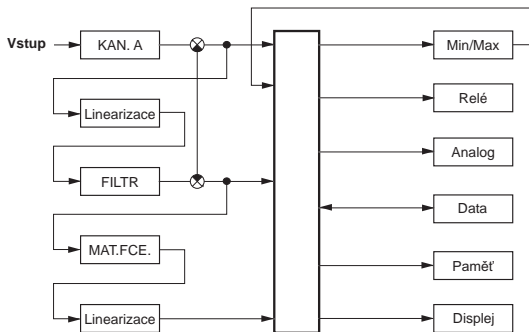 Vstup
KAN. A
Min/Max
Linearizace
Relé
Analog
FILTR
Data
MAT.FCE.
Paměť
Linearizace
Displej